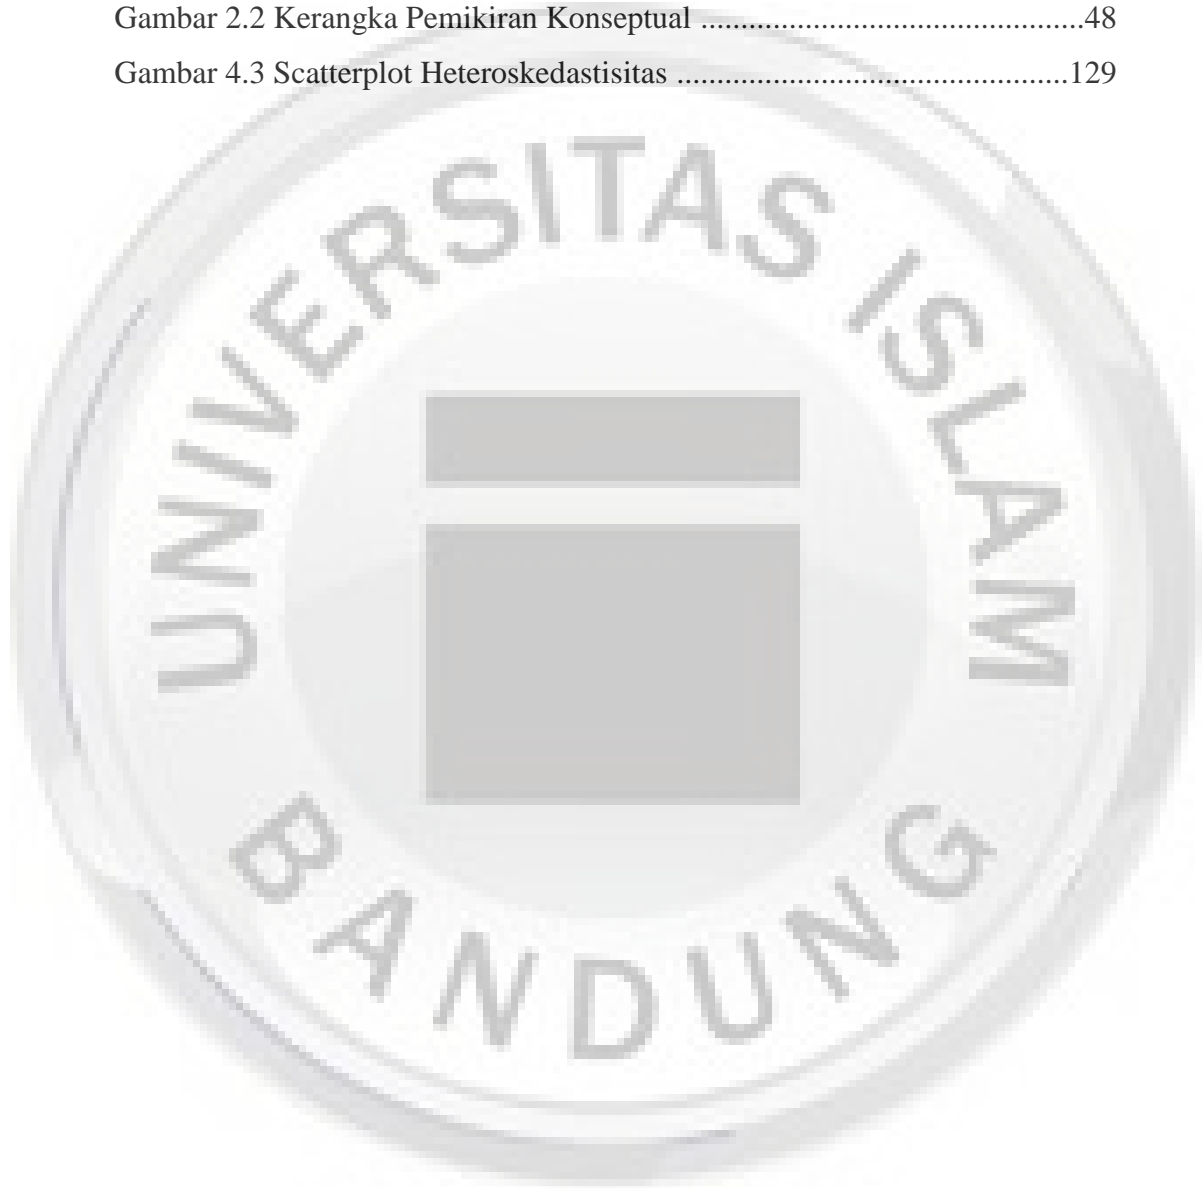 Gambar 2.2 Kerangka Pemikiran Konseptual ................................................48
Gambar 4.3 Scatterplot Heteroskedastisitas .................................................129
UNIVERSITAS ISLAM
BANDUNG